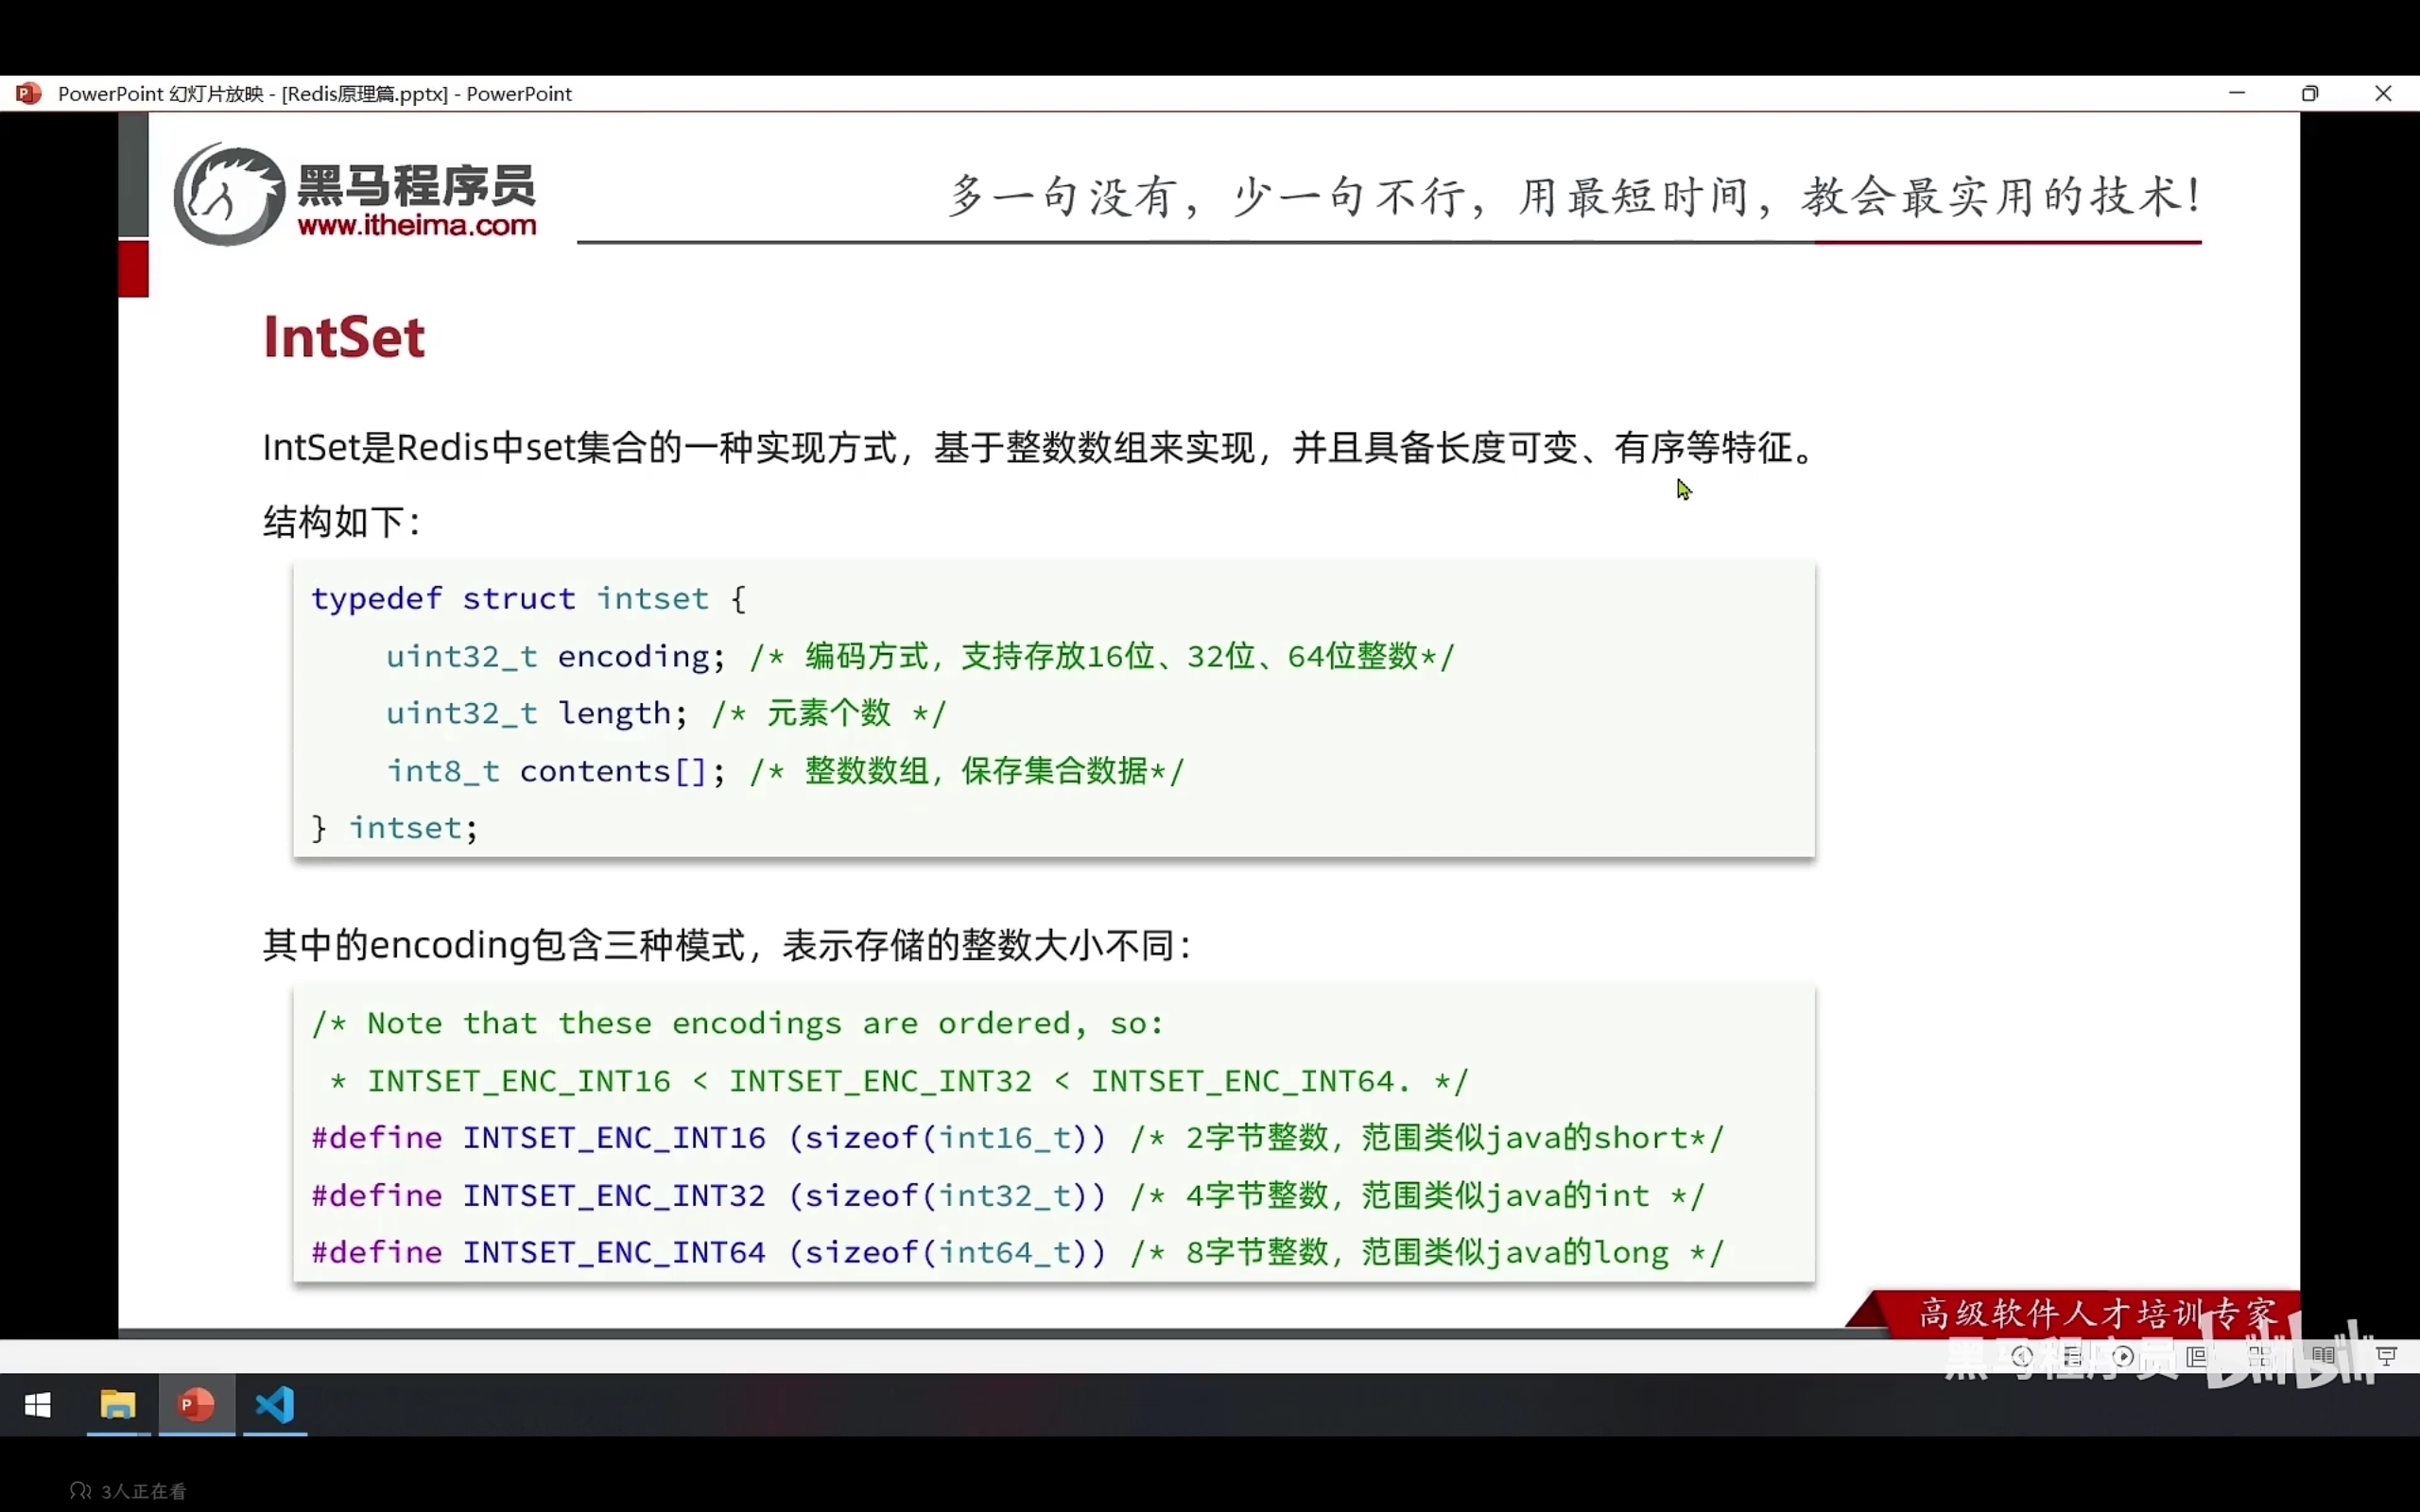 PowerPoint 幻灯片放映 - [Redis原理篇.pptx] - PowerPoint
黑马程序员
www.itheima.com
多一句没有，少一句不行，用最短时间，教会最实用的技术！
IntSet
IntSet是Redis中set集合的一种实现方式，基于整数数组来实现，并且具备长度可变、有序等特征。
结构如下：
typedef struct intset {
    uint32_t encoding; /* 编码方式，支持存放16位、32位、64位整数*/
    uint32_t length; /* 元素个数 */
    int8_t contents[]; /* 整数数组，保存集合数据*/
} intset;
其中的encoding包含三种模式，表示存储的整数大小不同：
/* Note that these encodings are ordered, so:
 * INTSET_ENC_INT16 < INTSET_ENC_INT32 < INTSET_ENC_INT64. */
#define INTSET_ENC_INT16 (sizeof(int16_t)) /* 2字节整数，范围类似java的short*/
#define INTSET_ENC_INT32 (sizeof(int32_t)) /* 4字节整数，范围类似java的int */
#define INTSET_ENC_INT64 (sizeof(int64_t)) /* 8字节整数，范围类似java的long */
高级软件人才培训专家
黑马程序员 bilibili
3人正在看